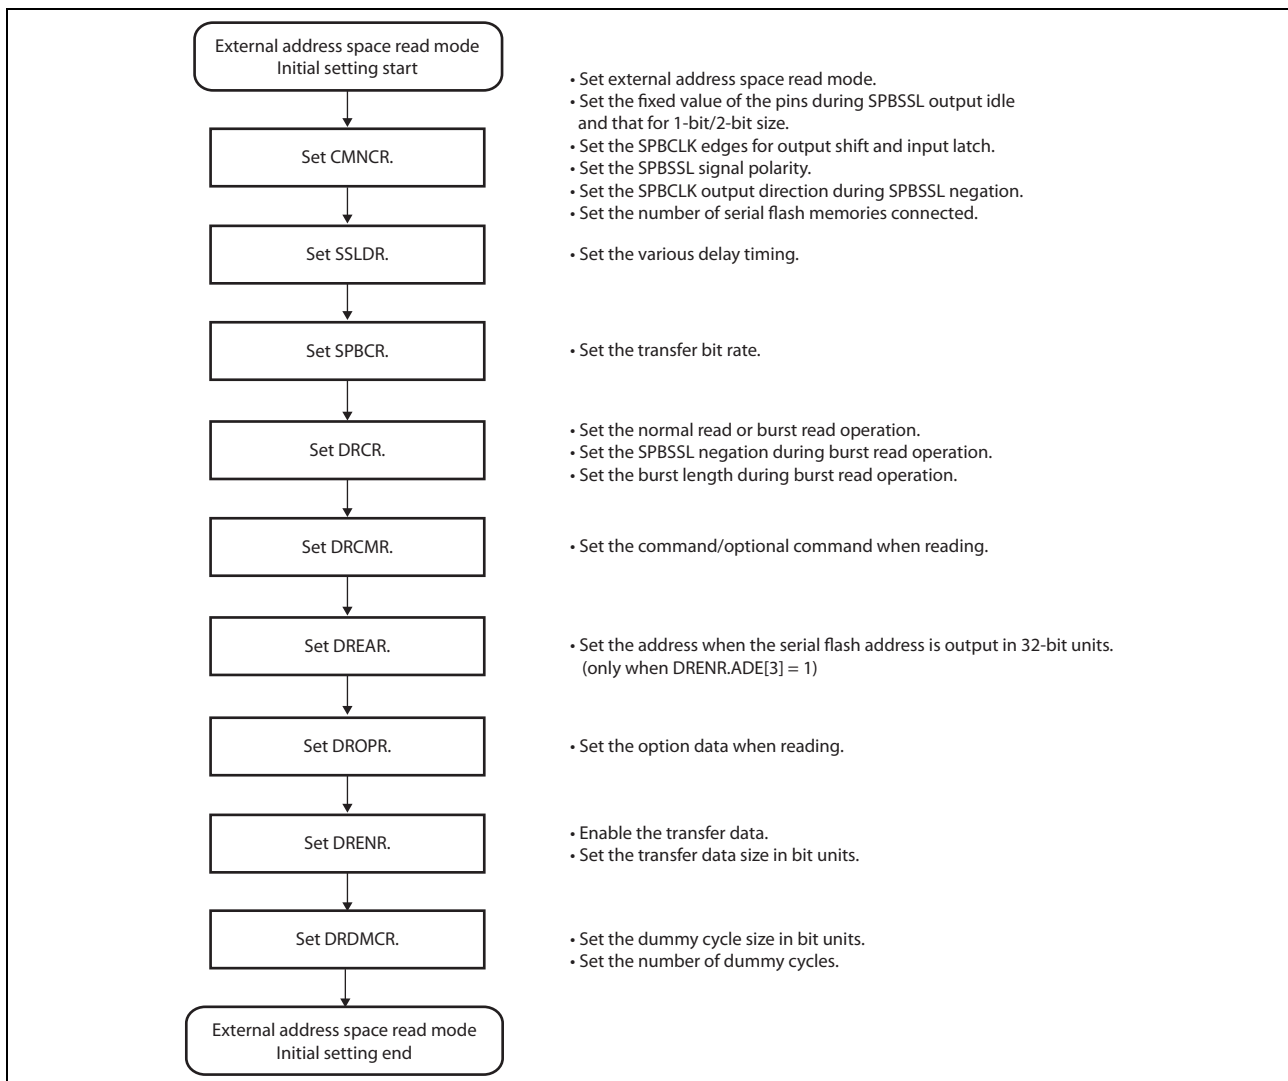 External address space read mode
Initial setting start
• Set external address space read mode.
• Set the fixed value of the pins during SPBSSL output idle
and that for 1-bit/2-bit size.
• Set the SPBCLK edges for output shift and input latch.
• Set the SPBSSL signal polarity.
• Set the SPBCLK output direction during SPBSSL negation.
• Set the number of serial flash memories connected.
Set CMNCR.
Set SSLDR.
• Set the various delay timing.
Set SPBCR.
• Set the transfer bit rate.
Set DRCR.
• Set the normal read or burst read operation.
• Set the SPBSSL negation during burst read operation.
• Set the burst length during burst read operation.
Set DRCMR.
• Set the command/optional command when reading.
Set DREAR.
• Set the address when the serial flash address is output in 32-bit units.
(only when DRENR.ADE[3] = 1)
Set DROPR.
• Set the option data when reading.
Set DRENR.
• Enable the transfer data.
• Set the transfer data size in bit units.
Set DRDMCR.
• Set the dummy cycle size in bit units.
• Set the number of dummy cycles.
External address space read mode
Initial setting end